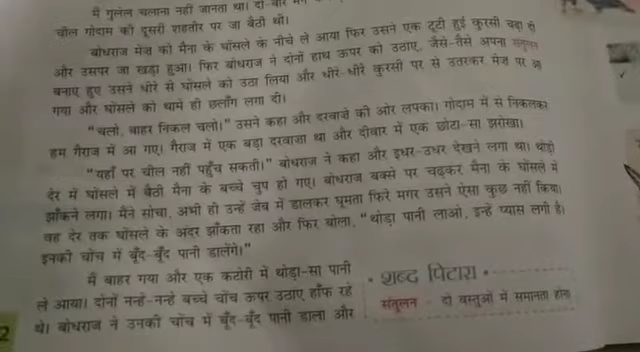 मैं गुलेल चलाना नहीं जानता था। दो-बार
चील गोदाम की दूसरी शहतीर पर जा बैठी थी।
बोधराज मेज़ को मैना के घोंसले के नीचे ले आया फिर उसने एक टूटी हुई कुरसी चढ़ा दी
और उसपर जा खड़ा हुआ। फिर बोधराज ने दोनों हाथ ऊपर को उठाए, जैसे-तैसे अपना संतुलन
बनाए हुए उसने धीरे से घोंसले को उठा लिया और धीरे-धीरे कुरसी पर से उतरकर मेज़ पर आ
गया और घोंसले को थामे ही छलाँग लगा दी।
"चलो, बाहर निकल चलो।" उसने कहा और दरवाज़े की ओर लपका। गोदाम में से निकलकर
हम गैराज में आ गए। गैराज में एक बड़ा दरवाज़ा था और दीवार में एक छोटा-सा झरोखा।
"यहाँ पर चील नहीं पहुँच सकती।" बोधराज ने कहा और इधर-उधर देखने लगा था। थोड़ी
देर में घोंसले में बैठी मैना के बच्चे चुप हो गए। बोधराज बक्से पर चढ़कर मैना के घोंसले में
झाँकने लगा। मैंने सोचा, अभी ही उन्हें जेब में डालकर घूमता फिरे मगर उसने ऐसा कुछ नहीं किया।
वह देर तक घोंसले के अंदर झाँकता रहा और फिर बोला, "थोड़ा पानी लाओ, इन्हें प्यास लगी है।
इनकी चोंच में बूँद-बूँद पानी डालेंगे।"
मैं बाहर गया और एक कटोरी में थोड़ा-सा पानी
ले आया। दोनों नन्हे-नन्हे बच्चे चोंच ऊपर उठाए हाँफ रहे
थे। बोधराज ने उनकी चोंच में बूँद-बूँद पानी डाला और
• शब्द पिटारा •
संतुलन - दो वस्तुओं में समानता होना
2